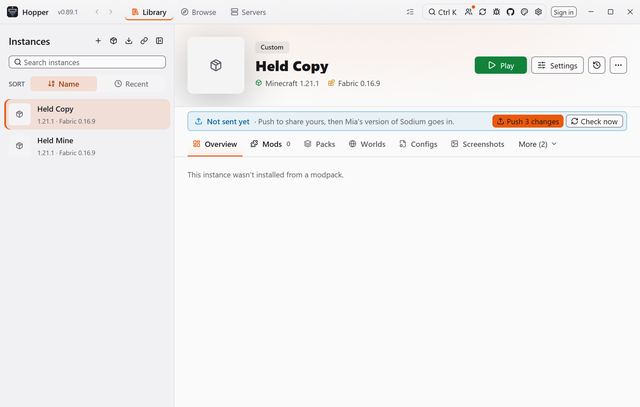 Hopper v0.89.1 Library Browse Servers Ctrl K Sign in
Instances
Search instances
SORT Name Recent
Held Copy
1.21.1 · Fabric 0.16.9
Held Mine
1.21.1 · Fabric 0.16.9
Custom
Held Copy
Minecraft 1.21.1 Fabric 0.16.9
Play Settings
Not sent yet · Push to share yours, then Mia's version of Sodium goes in. Push 3 changes Check now
Overview Mods 0 Packs Worlds Configs Screenshots More (2)
This instance wasn't installed from a modpack.